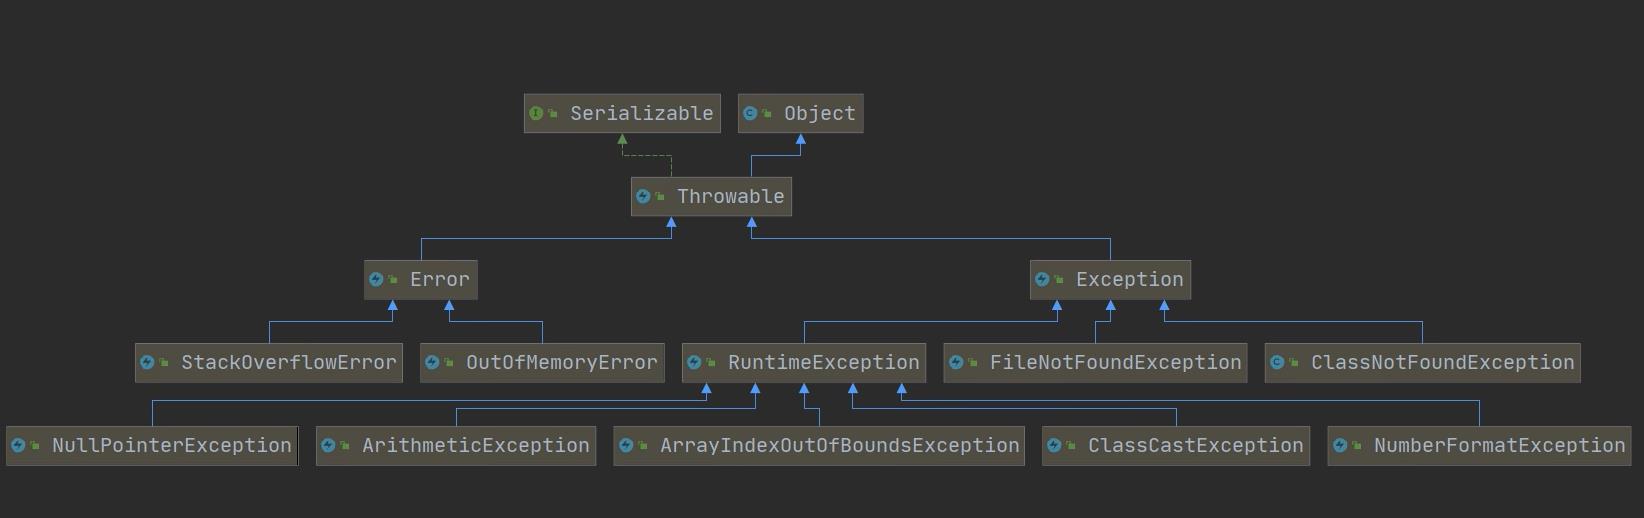 Serializable Object
Throwable
Error Exception
StackOverflowError OutOfMemoryError RuntimeException FileNotFoundException ClassNotFoundException
NullPointerException ArithmeticException ArrayIndexOutOfBoundsException ClassCastException NumberFormatException